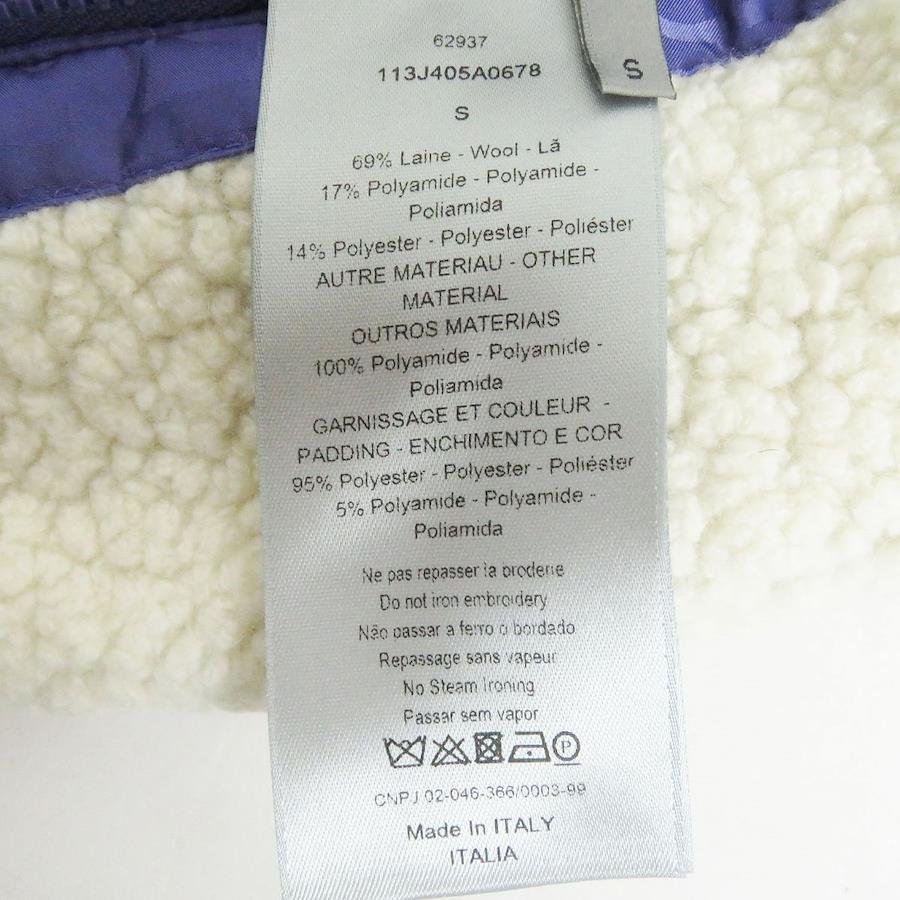 62937
113J405A0678
S
S
69% Laine - Wool - Lã
17% Polyamide - Polyamide -
Poliamida
14% Polyester - Polyester - Poliéster
AUTRE MATERIAU - OTHER
MATERIAL
OUTROS MATERIAIS
100% Polyamide - Polyamide -
Poliamida
GARNISSAGE ET COULEUR -
PADDING - ENCHIMENTO E COR
95% Polyester - Polyester - Poliéster
5% Polyamide - Polyamide -
Poliamida
Ne pas repasser la broderie
Do not iron embroidery
Não passar a ferro o bordado
Repassage sans vapeur
No Steam Ironing
Passar sem vapor
P
CNPJ 02-046-366/0003-99
Made In ITALY
ITALIA